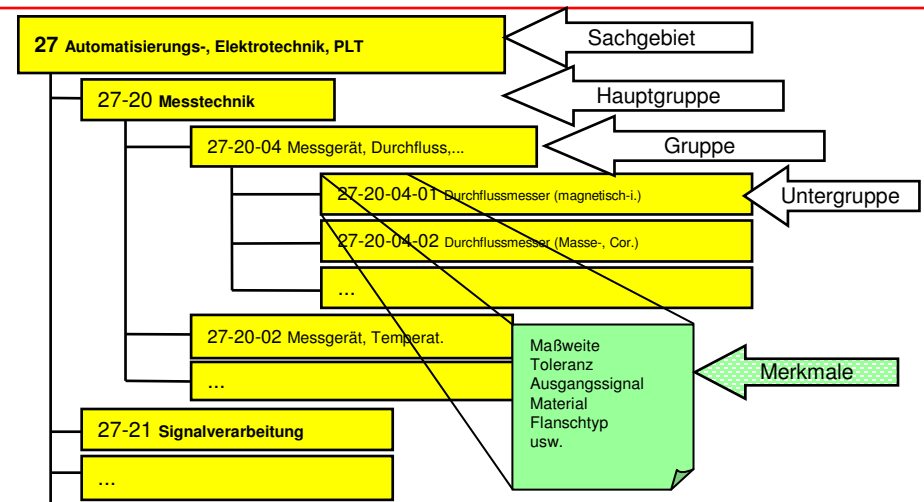 27 Automatisierungs-, Elektrotechnik, PLT
Sachgebiet
27-20 Messtechnik
Hauptgruppe
27-20-04 Messgerät, Durchfluss,...
Gruppe
27-20-04-01 Durchflussmesser (magnetisch-i.)
Untergruppe
27-20-04-02 Durchflussmesser (Masse-, Cor.)
...
27-20-02 Messgerät, Temperat.
...
Maßweite
Toleranz
Ausgangssignal
Material
Flanschtyp
usw.
Merkmale
27-21 Signalverarbeitung
...